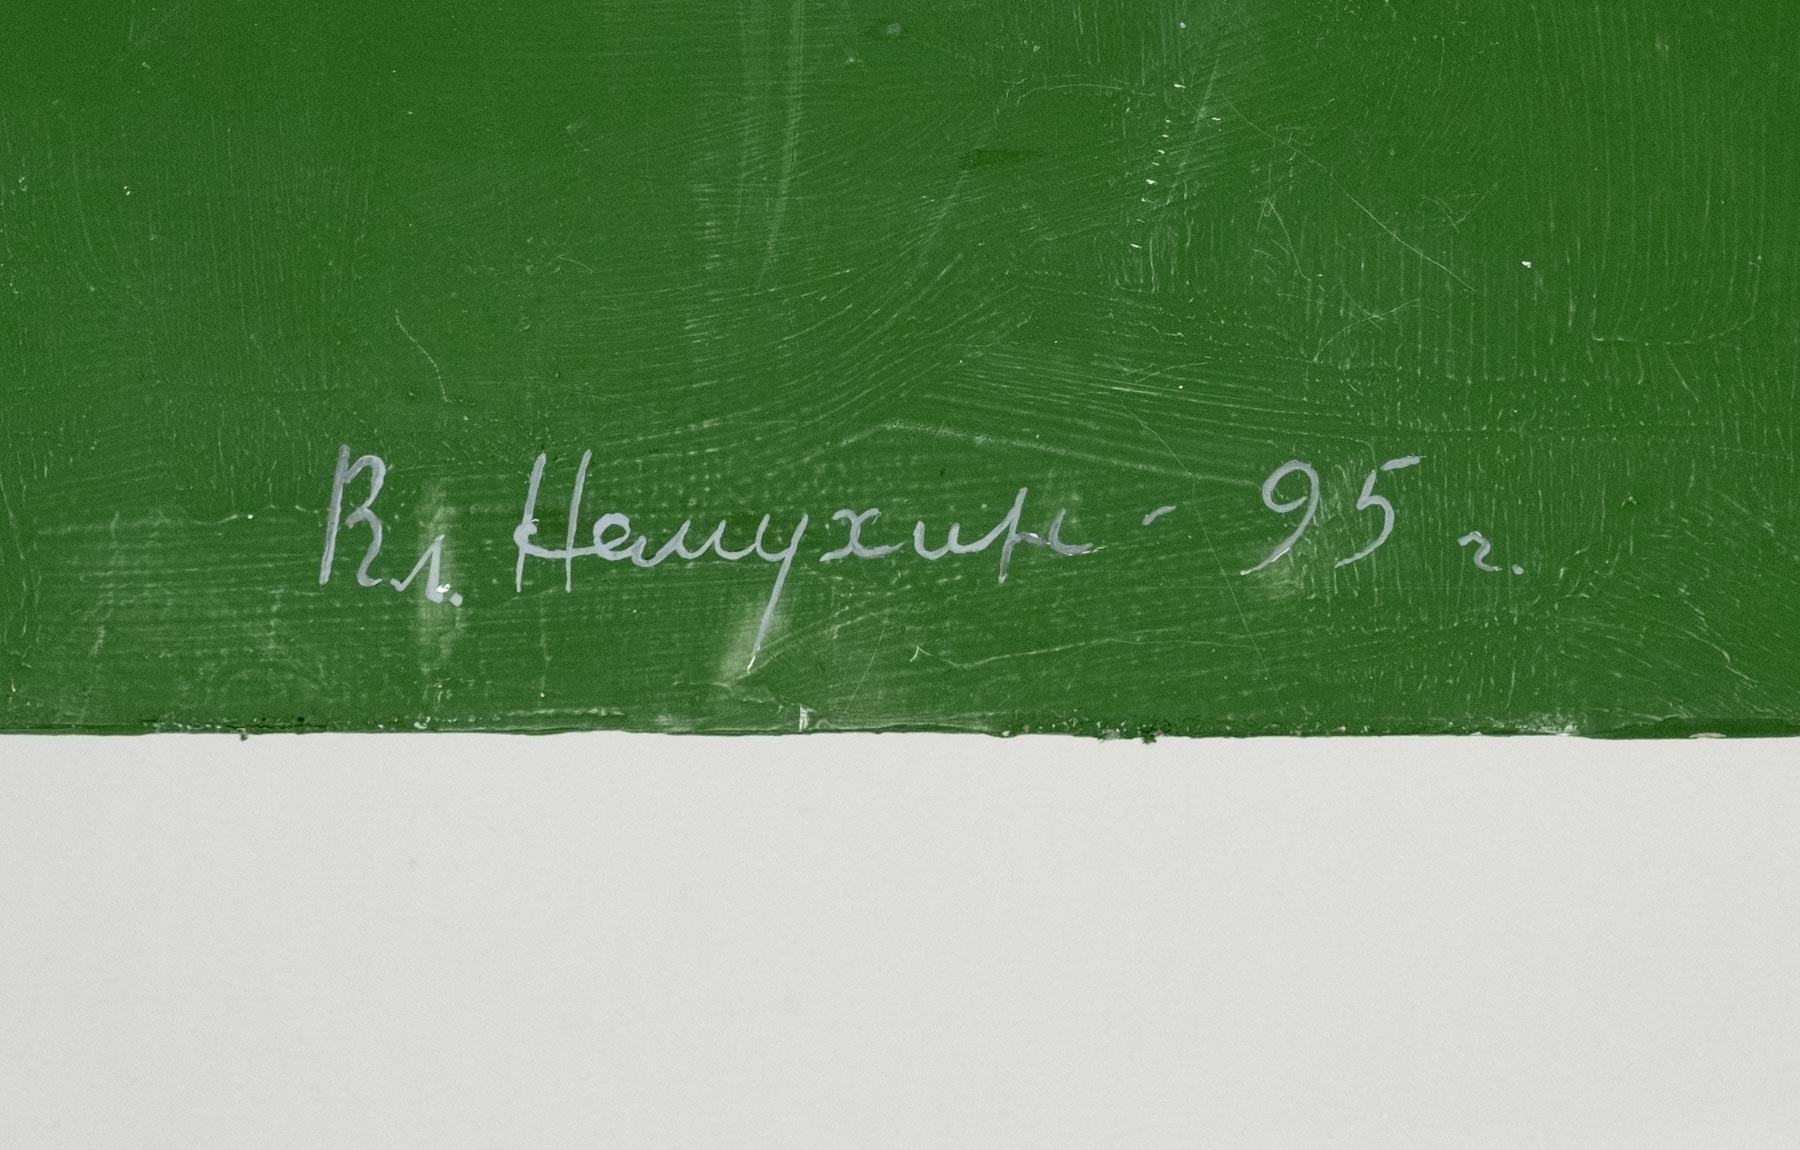 Вл. Немухин - 95 г.